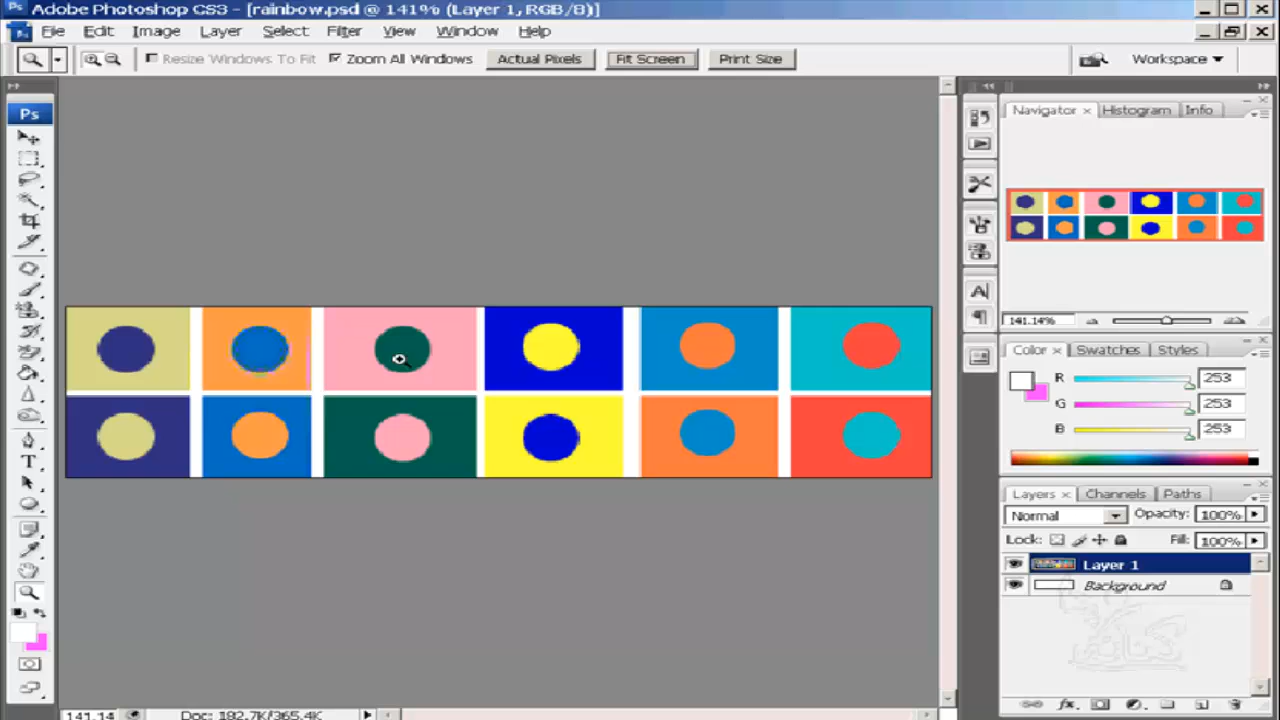 Adobe Photoshop CS3 - [rainbow.psd @ 141% (Layer 1, RGB/8)]
File Edit Image Layer Select Filter View Window Help
Resize Windows To Fit Zoom All Windows Actual Pixels Fit Screen Print Size Workspace
Ps
Navigator Histogram Info
141.14%
Color Swatches Styles
R 253
G 253
B 253
Layers Channels Paths
Normal Opacity: 100%
Lock: Fill: 100%
Layer 1
Background
141.14 Doc: 182.7K/365.4K